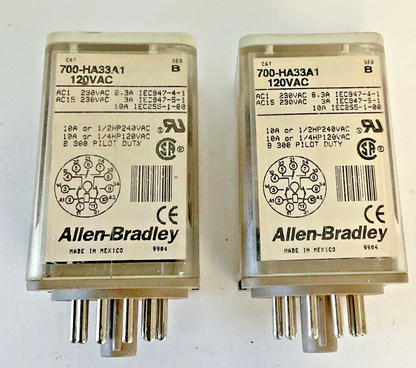 CAT SER
700-HA33A1 B
120VAC
AC1 230VAC 8.3A IEC947-4-1
AC15 230VAC 3A IEC947-5-1
10A IEC255-1-00
10A or 1/2HP240VAC
10A or 1/4HP120VAC
B 300 PILOT DUTY
CE
Allen-Bradley
MADE IN MEXICO 9904
CAT SER
700-HA33A1 B
120VAC
AC1 230VAC 8.3A IEC947-4-1
AC15 230VAC 3A IEC947-5-1
10A IEC255-1-00
10A or 1/2HP240VAC
10A or 1/4HP120VAC
B 300 PILOT DUTY
CE
Allen-Bradley
MADE IN MEXICO 9904